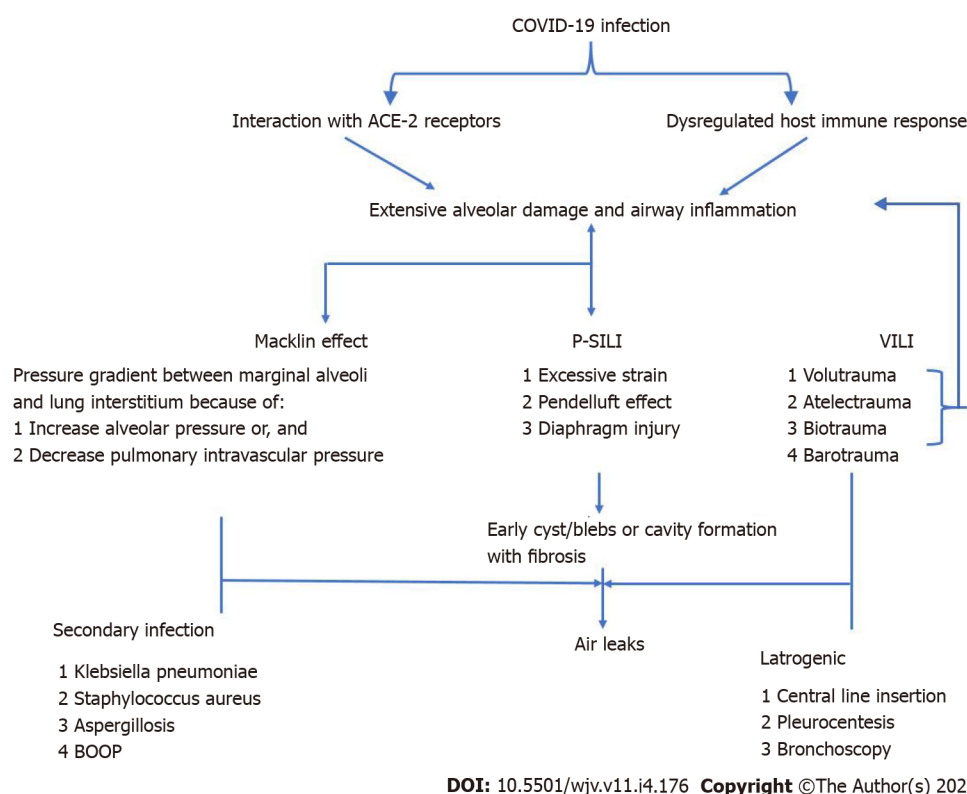 COVID-19 infection
Interaction with ACE-2 receptors
Dysregulated host immune response
Extensive alveolar damage and airway inflammation
Macklin effect
Pressure gradient between marginal alveoli
and lung interstitium because of:
1 Increase alveolar pressure or, and
2 Decrease pulmonary intravascular pressure
P-SILI
1 Excessive strain
2 Pendelluft effect
3 Diaphragm injury
VILI
1 Volutrauma
2 Atelectrauma
3 Biotrauma
4 Barotrauma
Early cyst/blebs or cavity formation
with fibrosis
Secondary infection
1 Klebsiella pneumoniae
2 Staphylococcus aureus
3 Aspergillosis
4 BOOP
Air leaks
Latrogenic
1 Central line insertion
2 Pleurocentesis
3 Bronchoscopy
DOI: 10.5501/wjv.v11.i4.176 Copyright ©The Author(s) 202